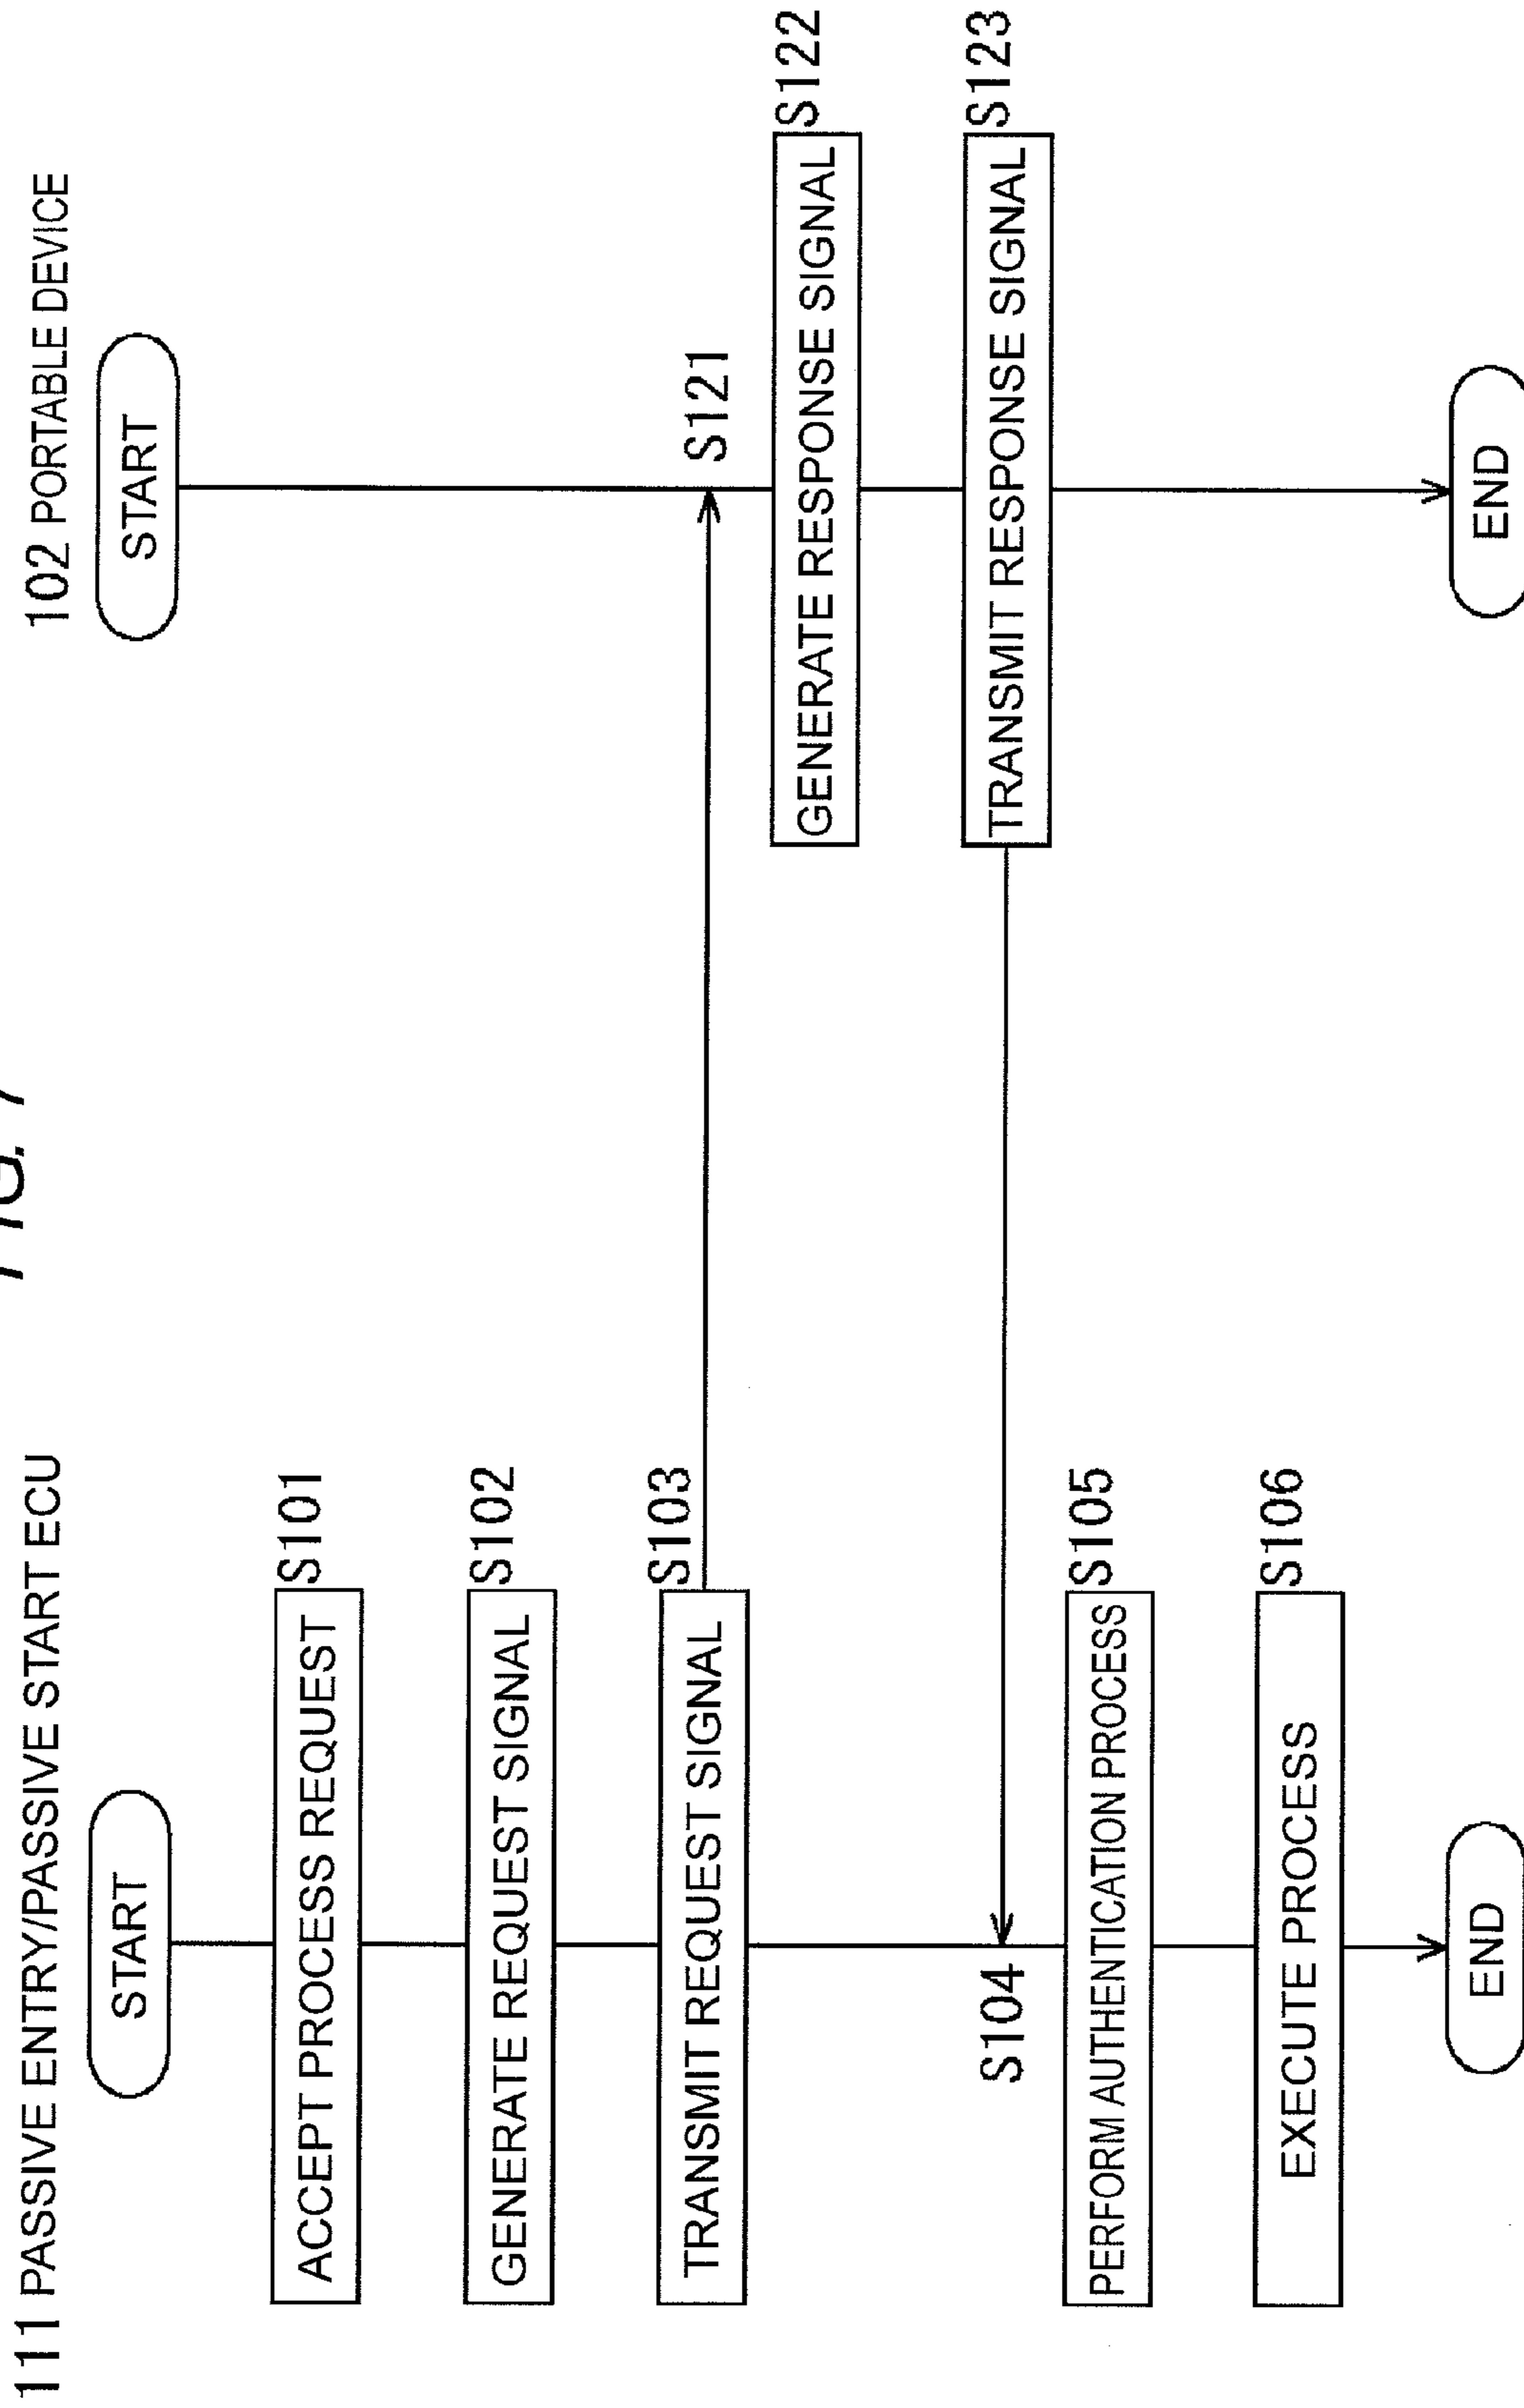 111 PASSIVE ENTRY/PASSIVE START ECU
START
ACCEPT PROCESS REQUEST
S101
GENERATE REQUEST SIGNAL
S102
TRANSMIT REQUEST SIGNAL
S103
S104
PERFORM AUTHENTICATION PROCESS
S105
EXECUTE PROCESS
S106
END
102 PORTABLE DEVICE
START
S121
GENERATE RESPONSE SIGNAL
S122
TRANSMIT RESPONSE SIGNAL
S123
END